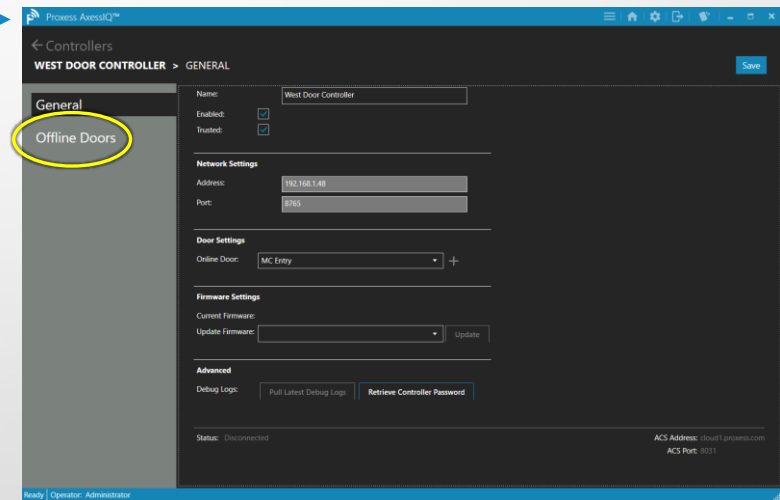 Proxess AxessIQ™
Controllers
WEST DOOR CONTROLLER > GENERAL
Save
General
Offline Doors
Name: West Door Controller
Enabled:
Trusted:
Network Settings
Address: 192.168.1.48
Port: 8765
Door Settings
Online Door: MC Entry
Firmware Settings
Current Firmware:
Update Firmware: Update
Advanced
Debug Logs: Pull Latest Debug Logs Retrieve Controller Password
Status: Disconnected
ACS Address: cloud1.proxess.com
ACS Port: 8031
Ready Operator: Administrator